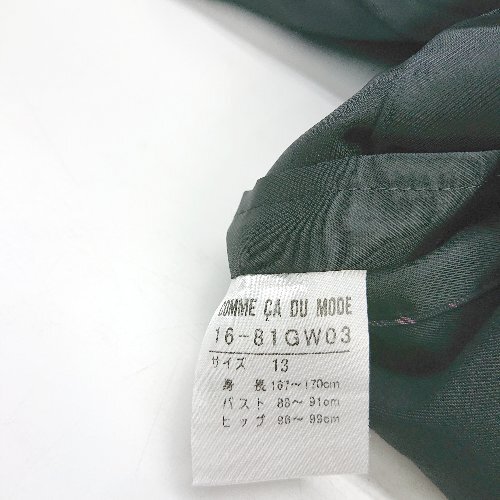 COMME ÇA DU MODE
16-81GW03
サイズ 13
身 長 167〜170cm
バスト 88〜91cm
ヒップ 96〜99cm